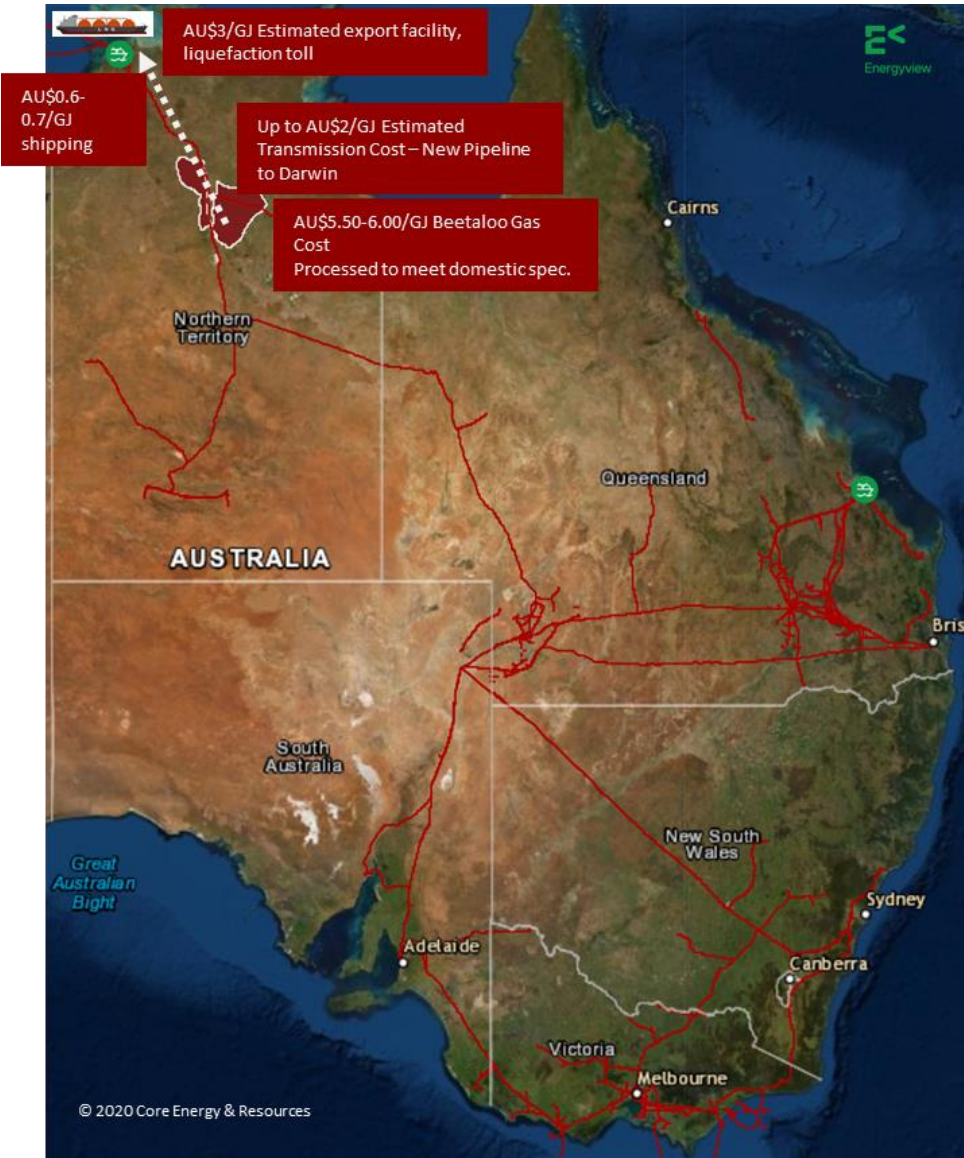 AU$3/GJ Estimated export facility,
liquefaction toll
Energyview
AU$0.6-
0.7/GJ
shipping
Up to AU$2/GJ Estimated
Transmission Cost – New Pipeline
to Darwin
AU$5.50-6.00/GJ Beetaloo Gas
Cost
Processed to meet domestic spec.
Cairns
Northern
Territory
Queensland
AUSTRALIA
Bris
South
Australia
New South
Wales
Great
Australian
Bight
Sydney
Adelaide
Canberra
Victoria
Melbourne
© 2020 Core Energy & Resources